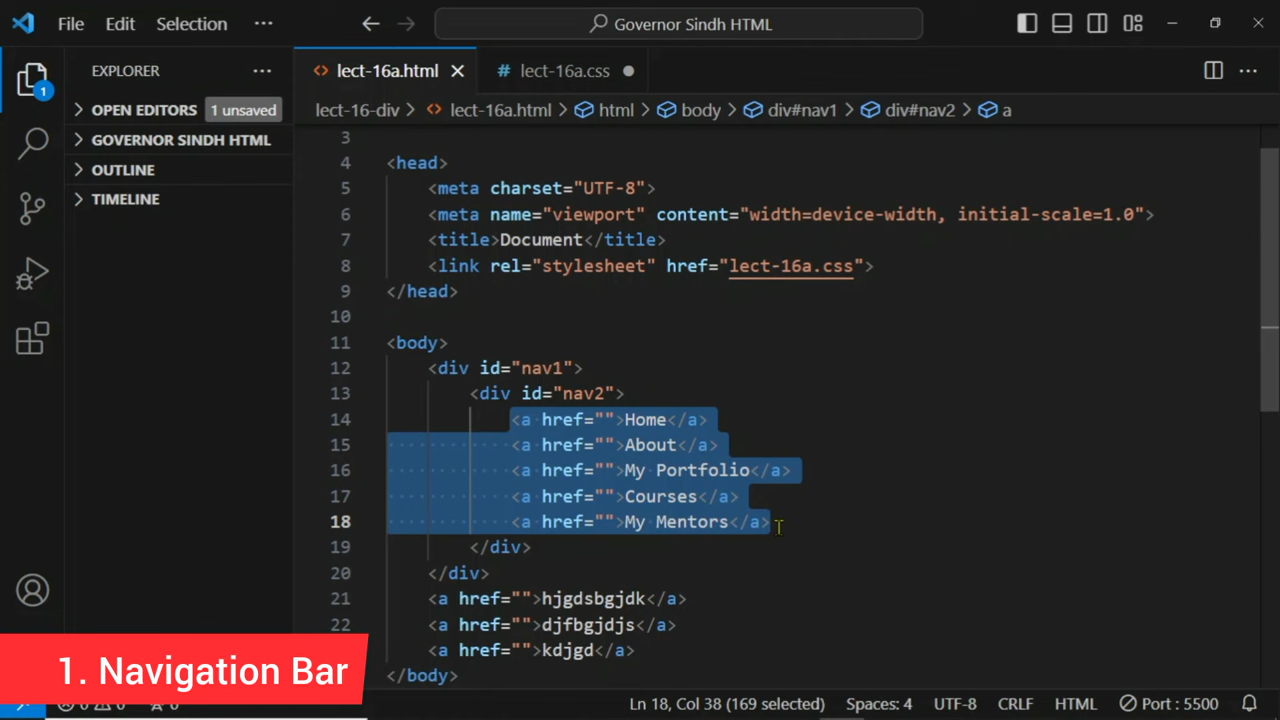 File Edit Selection ···
Governor Sindh HTML
EXPLORER ···
1
OPEN EDITORS 1 unsaved
GOVERNOR SINDH HTML
OUTLINE
TIMELINE
lect-16a.html
# lect-16a.css
···
lect-16-div > lect-16a.html > html > body > div#nav1 > div#nav2 > a
3
4 <head>
5 <meta charset="UTF-8">
6 <meta name="viewport" content="width=device-width, initial-scale=1.0">
7 <title>Document</title>
8 <link rel="stylesheet" href="lect-16a.css">
9 </head>
10
11 <body>
12 <div id="nav1">
13 <div id="nav2">
14 <a href="">Home</a>
15 <a href="">About</a>
16 <a href="">My Portfolio</a>
17 <a href="">Courses</a>
18 <a href="">My Mentors</a>
19 </div>
20 </div>
21 <a href="">hjgdsbgjdk</a>
22 <a href="">djfbgjdjs</a>
<a href="">kdjgd</a>
</body>
1. Navigation Bar
Ln 18, Col 38 (169 selected) Spaces: 4 UTF-8 CRLF HTML Port : 5500